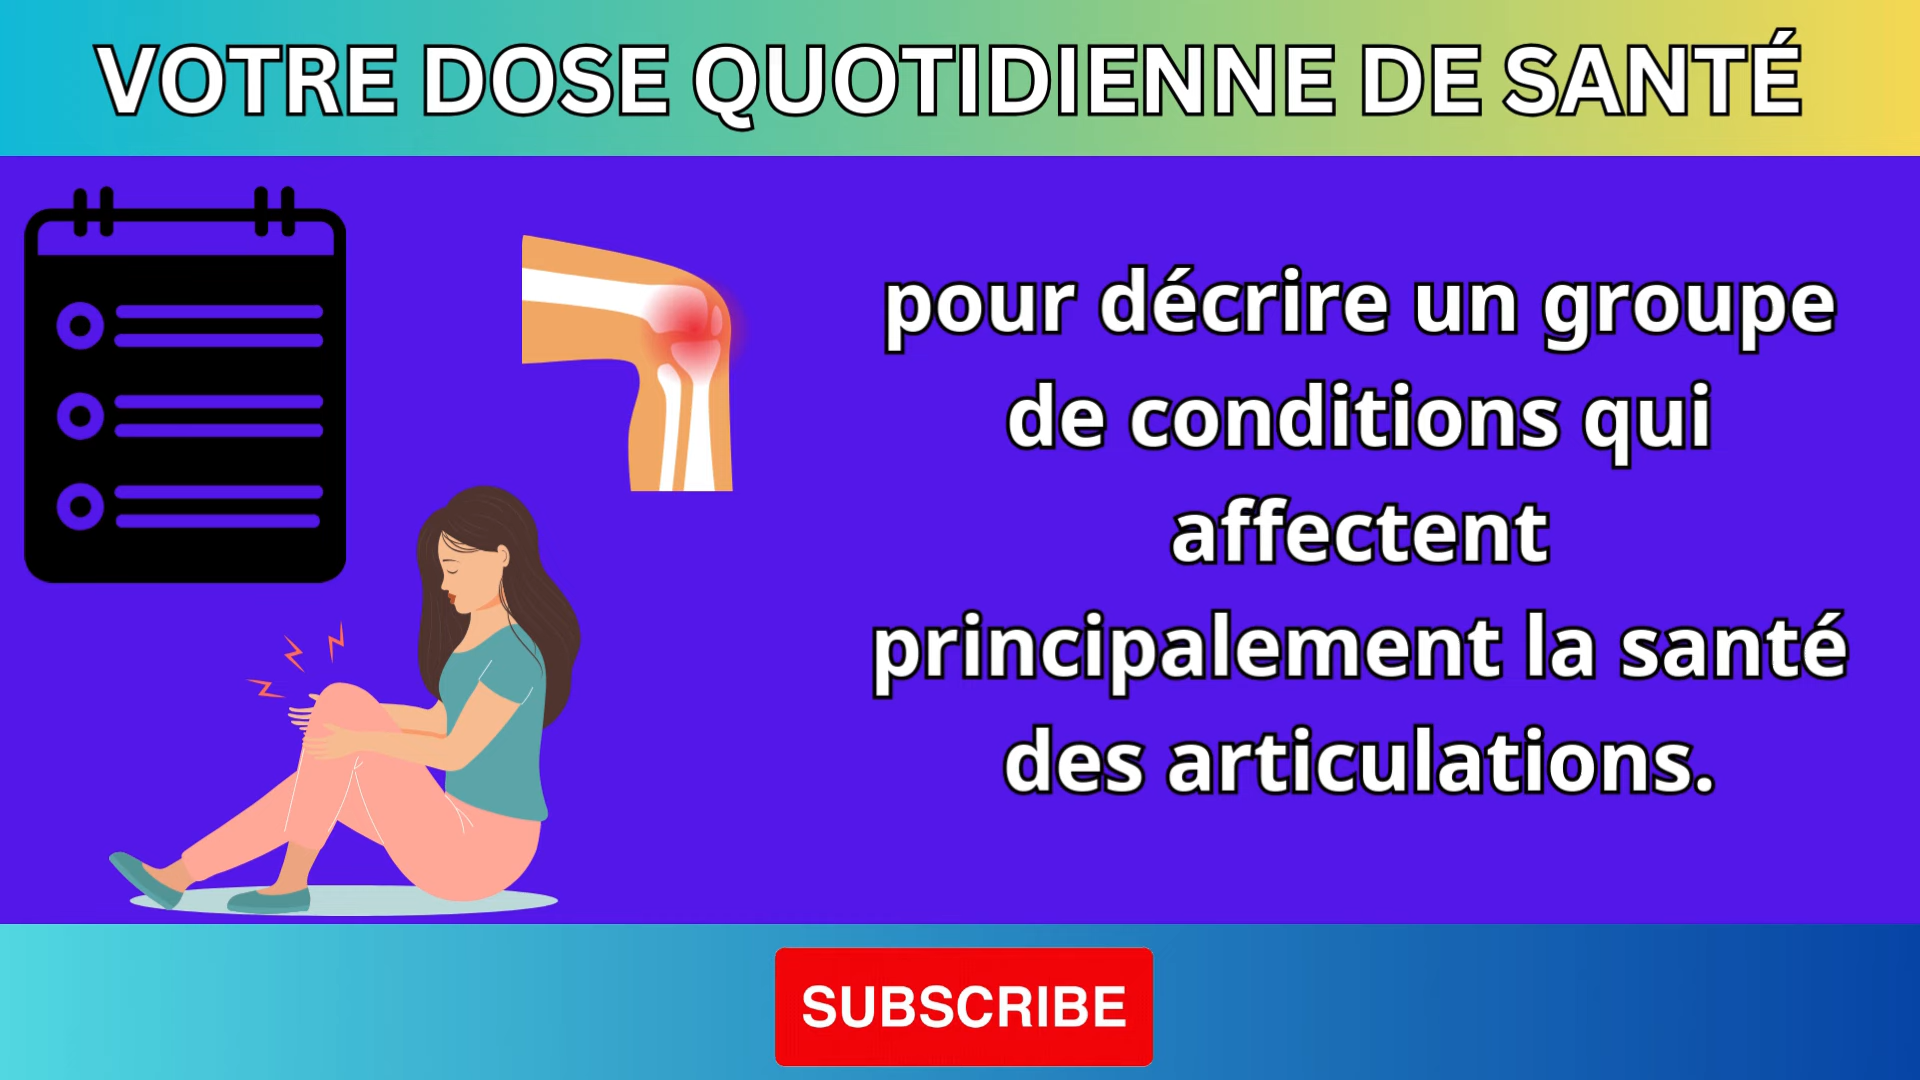 VOTRE DOSE QUOTIDIENNE DE SANTÉ
pour décrire un groupe
de conditions qui
affectent
principalement la santé
des articulations.
SUBSCRIBE